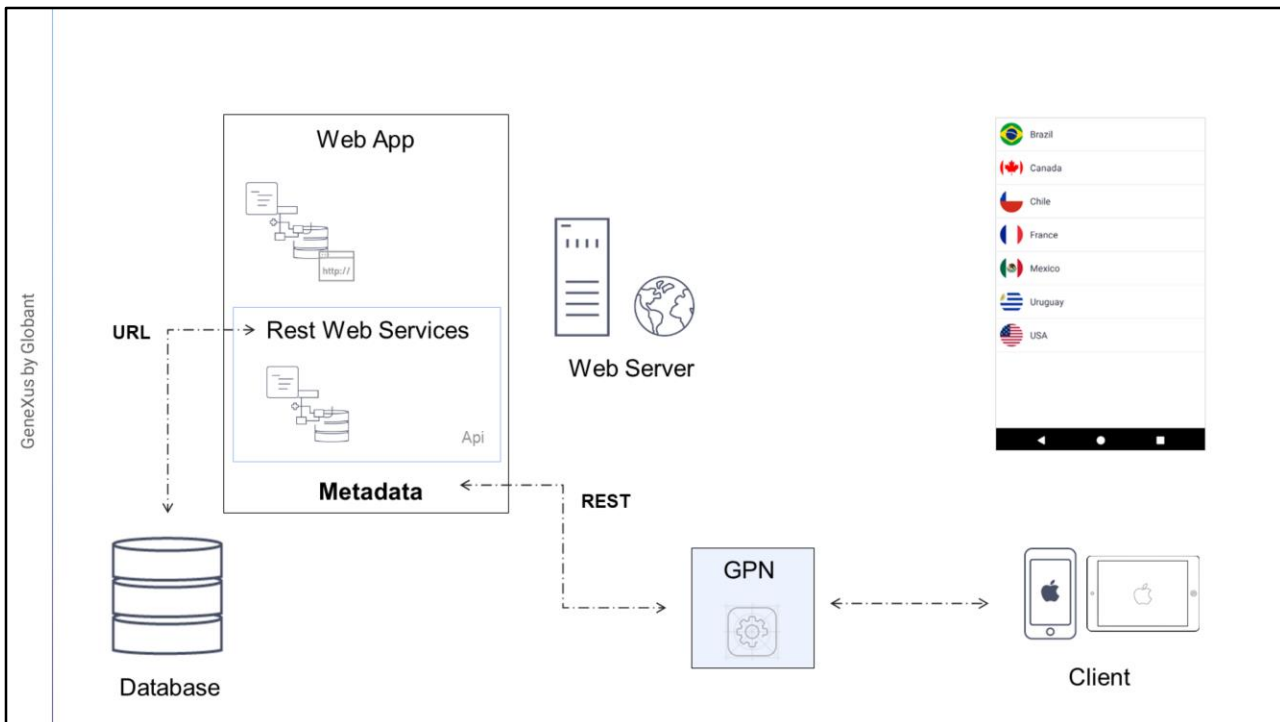 GeneXus by Globant
Web App
http://
URL
Rest Web Services
Api
Metadata
Web Server
REST
GPN
Database
Client
Brazil
Canada
Chile
France
Mexico
Uruguay
USA